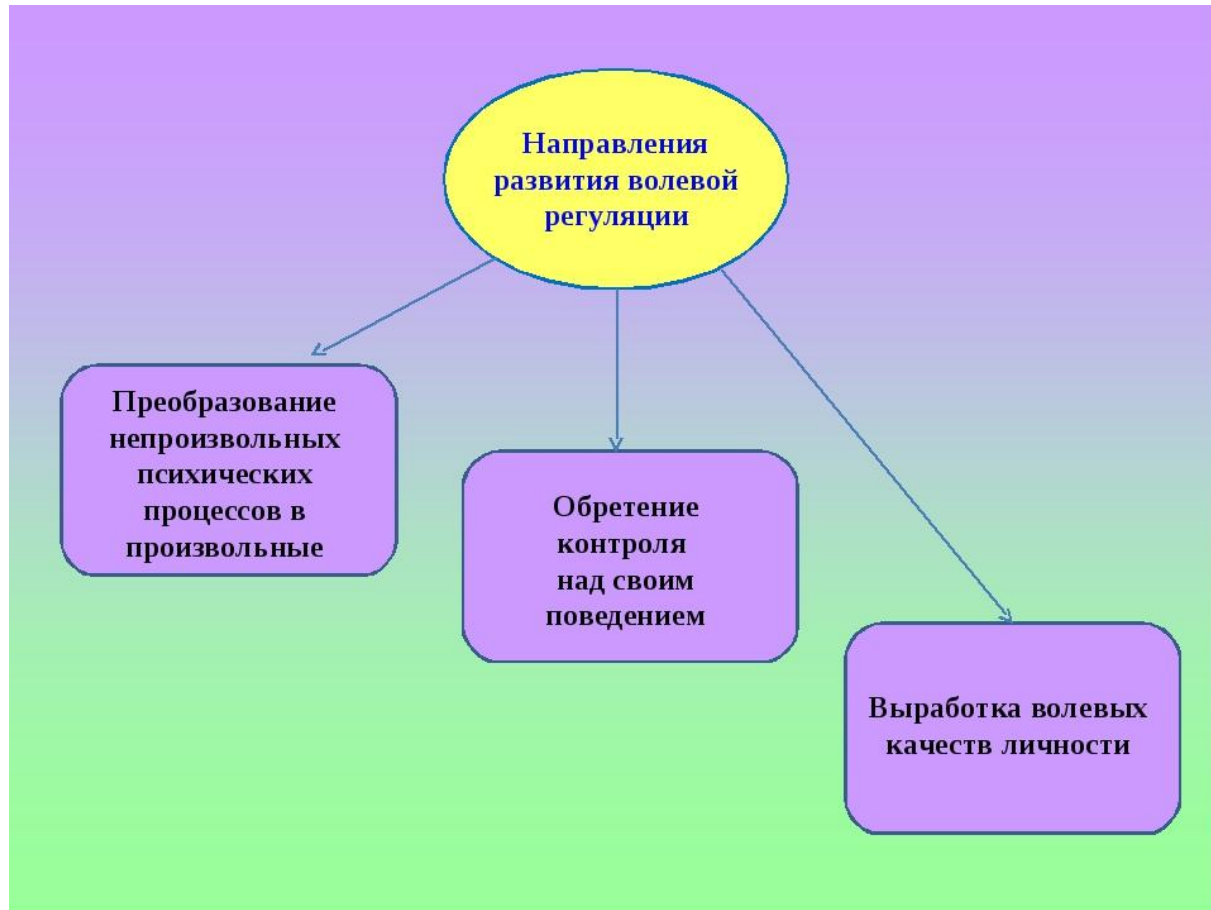 Направления
развития волевой
регуляции
Преобразование
непроизвольных
психических
процессов в
произвольные
Обретение
контроля
над своим
поведением
Выработка волевых
качеств личности